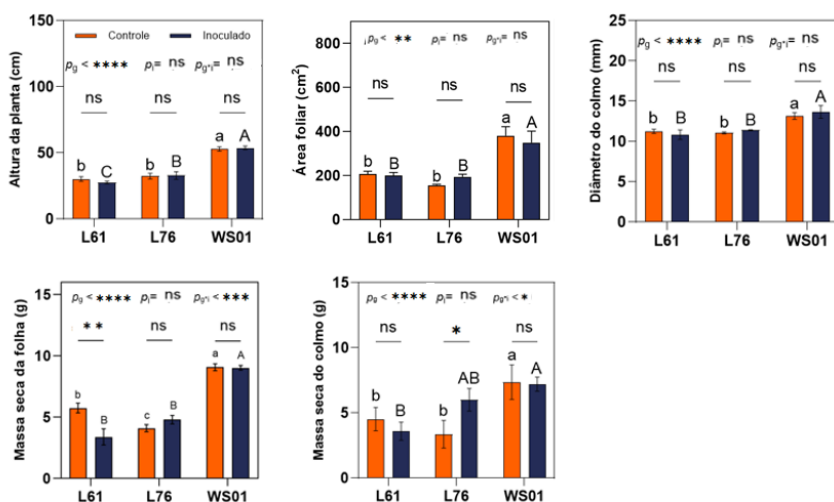 Controle
Inoculado
Altura da planta (cm)
150
100
50
0
pg < **** pi= ns pg*i= ns
ns ns ns
b C b B a A
L61 L76 WS01
Área foliar (cm2)
800
600
400
200
0
pg < ** pi= ns pg*i= ns
ns ns ns
b B b B a A
L61 L76 WS01
Diâmetro do colmo (mm)
25
20
15
10
5
0
pg < **** pi= ns pg*i= ns
ns ns ns
b B b B a A
L61 L76 WS01
Massa seca da folha (g)
15
10
5
0
pg < **** pi= ns pg*i < ***
** ns ns
b B c B a A
L61 L76 WS01
Massa seca do colmo (g)
15
10
5
0
pg < **** pi= ns pg*i < *
ns * ns
b B b AB a A
L61 L76 WS01